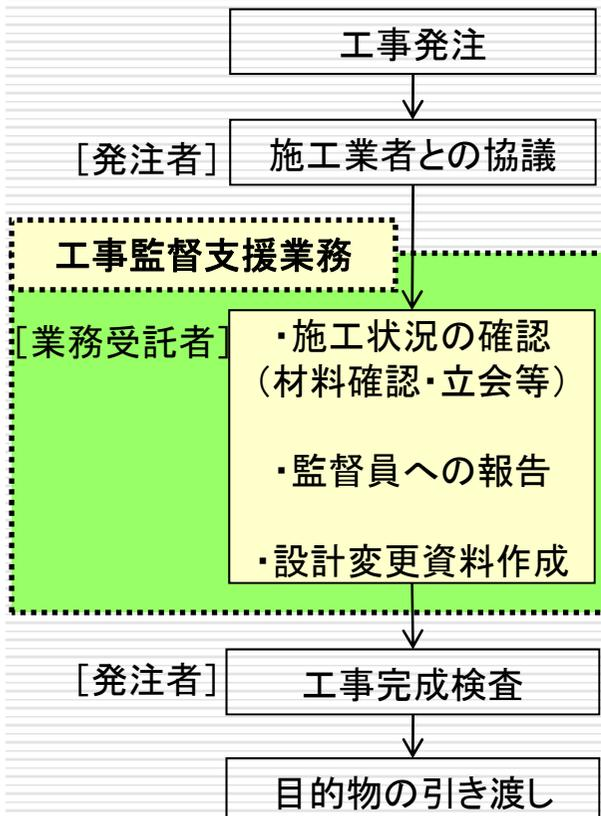 工事発注
[発注者]
施工業者との協議
工事監督支援業務
[業務受託者]
・施工状況の確認
(材料確認・立会等)
・監督員への報告
・設計変更資料作成
[発注者]
工事完成検査
目的物の引き渡し